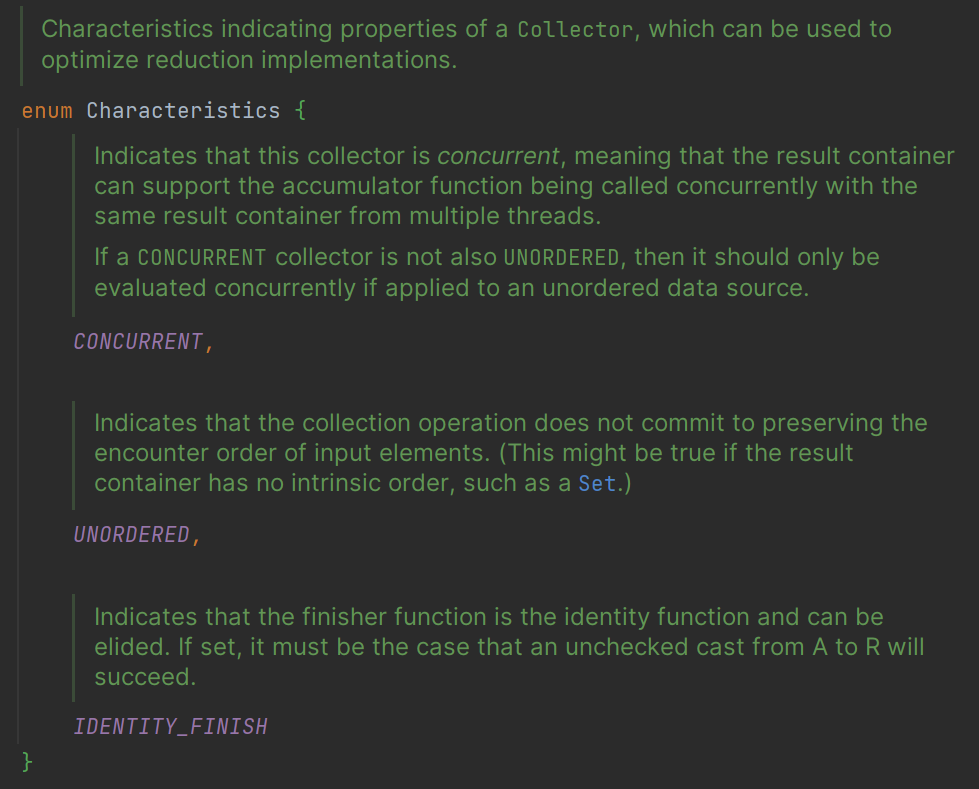 Characteristics indicating properties of a Collector, which can be used to
optimize reduction implementations.
enum Characteristics {
Indicates that this collector is concurrent, meaning that the result container
can support the accumulator function being called concurrently with the
same result container from multiple threads.
If a CONCURRENT collector is not also UNORDERED, then it should only be
evaluated concurrently if applied to an unordered data source.
CONCURRENT,
Indicates that the collection operation does not commit to preserving the
encounter order of input elements. (This might be true if the result
container has no intrinsic order, such as a Set.)
UNORDERED,
Indicates that the finisher function is the identity function and can be
elided. If set, it must be the case that an unchecked cast from A to R will
succeed.
IDENTITY_FINISH
}